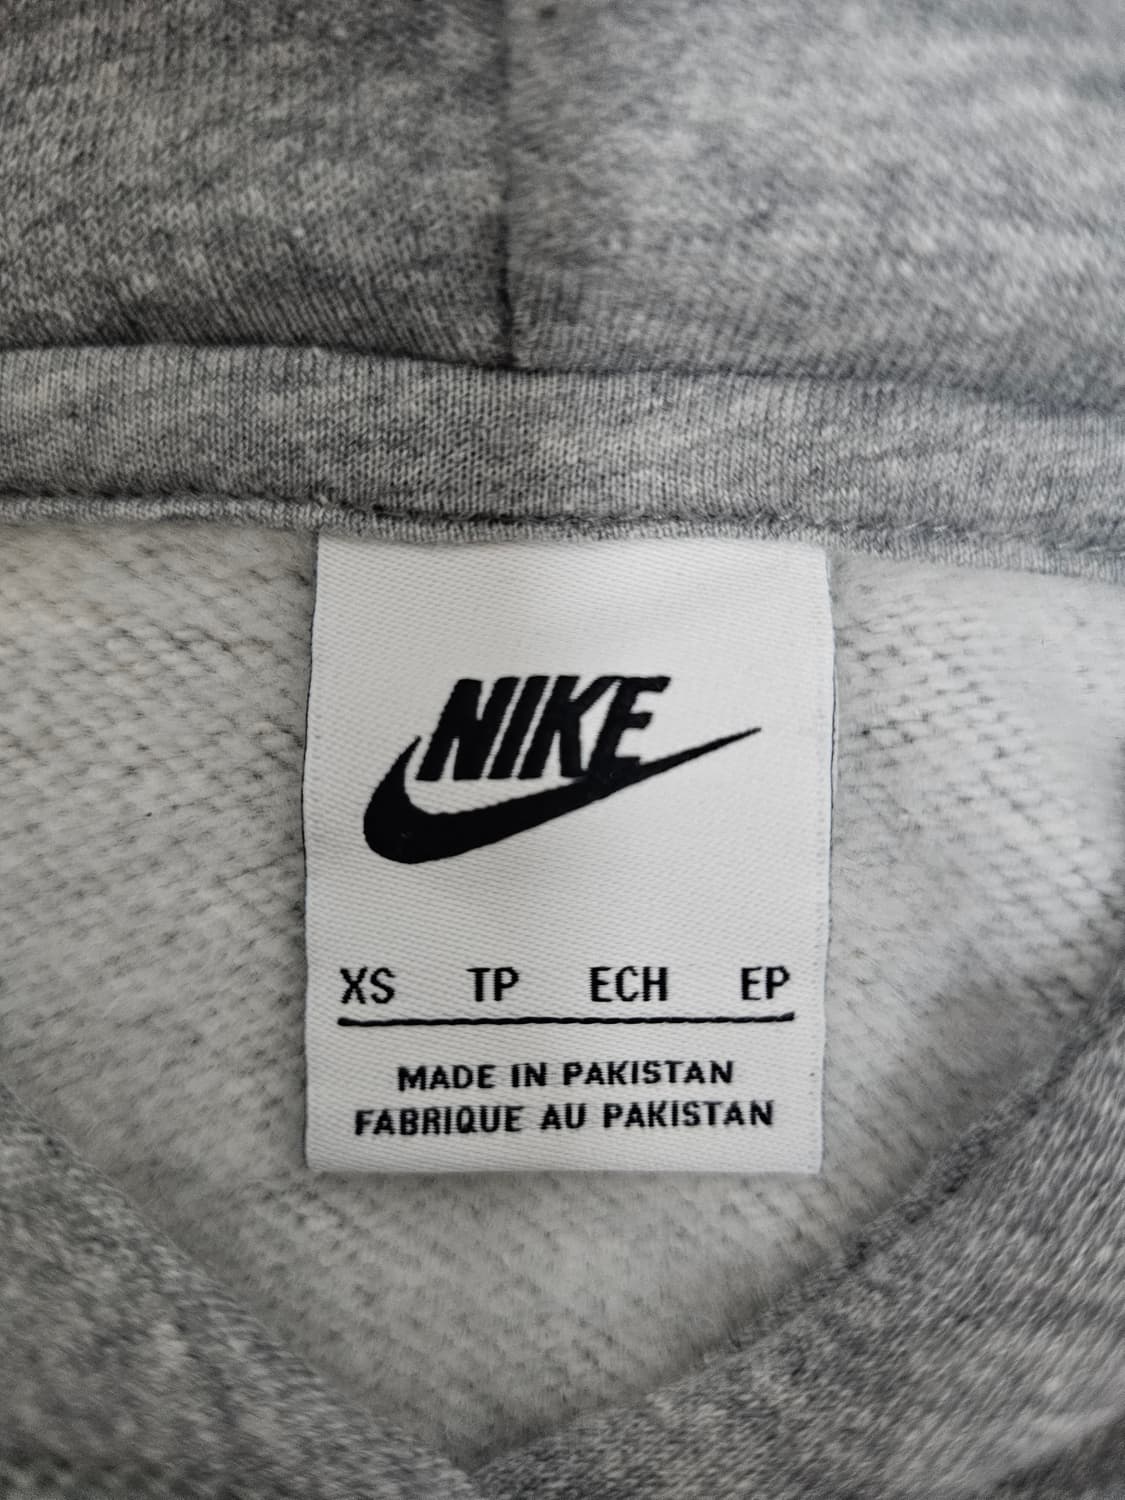 NIKE
XS TP ECH EP
MADE IN PAKISTAN
FABRIQUE AU PAKISTAN